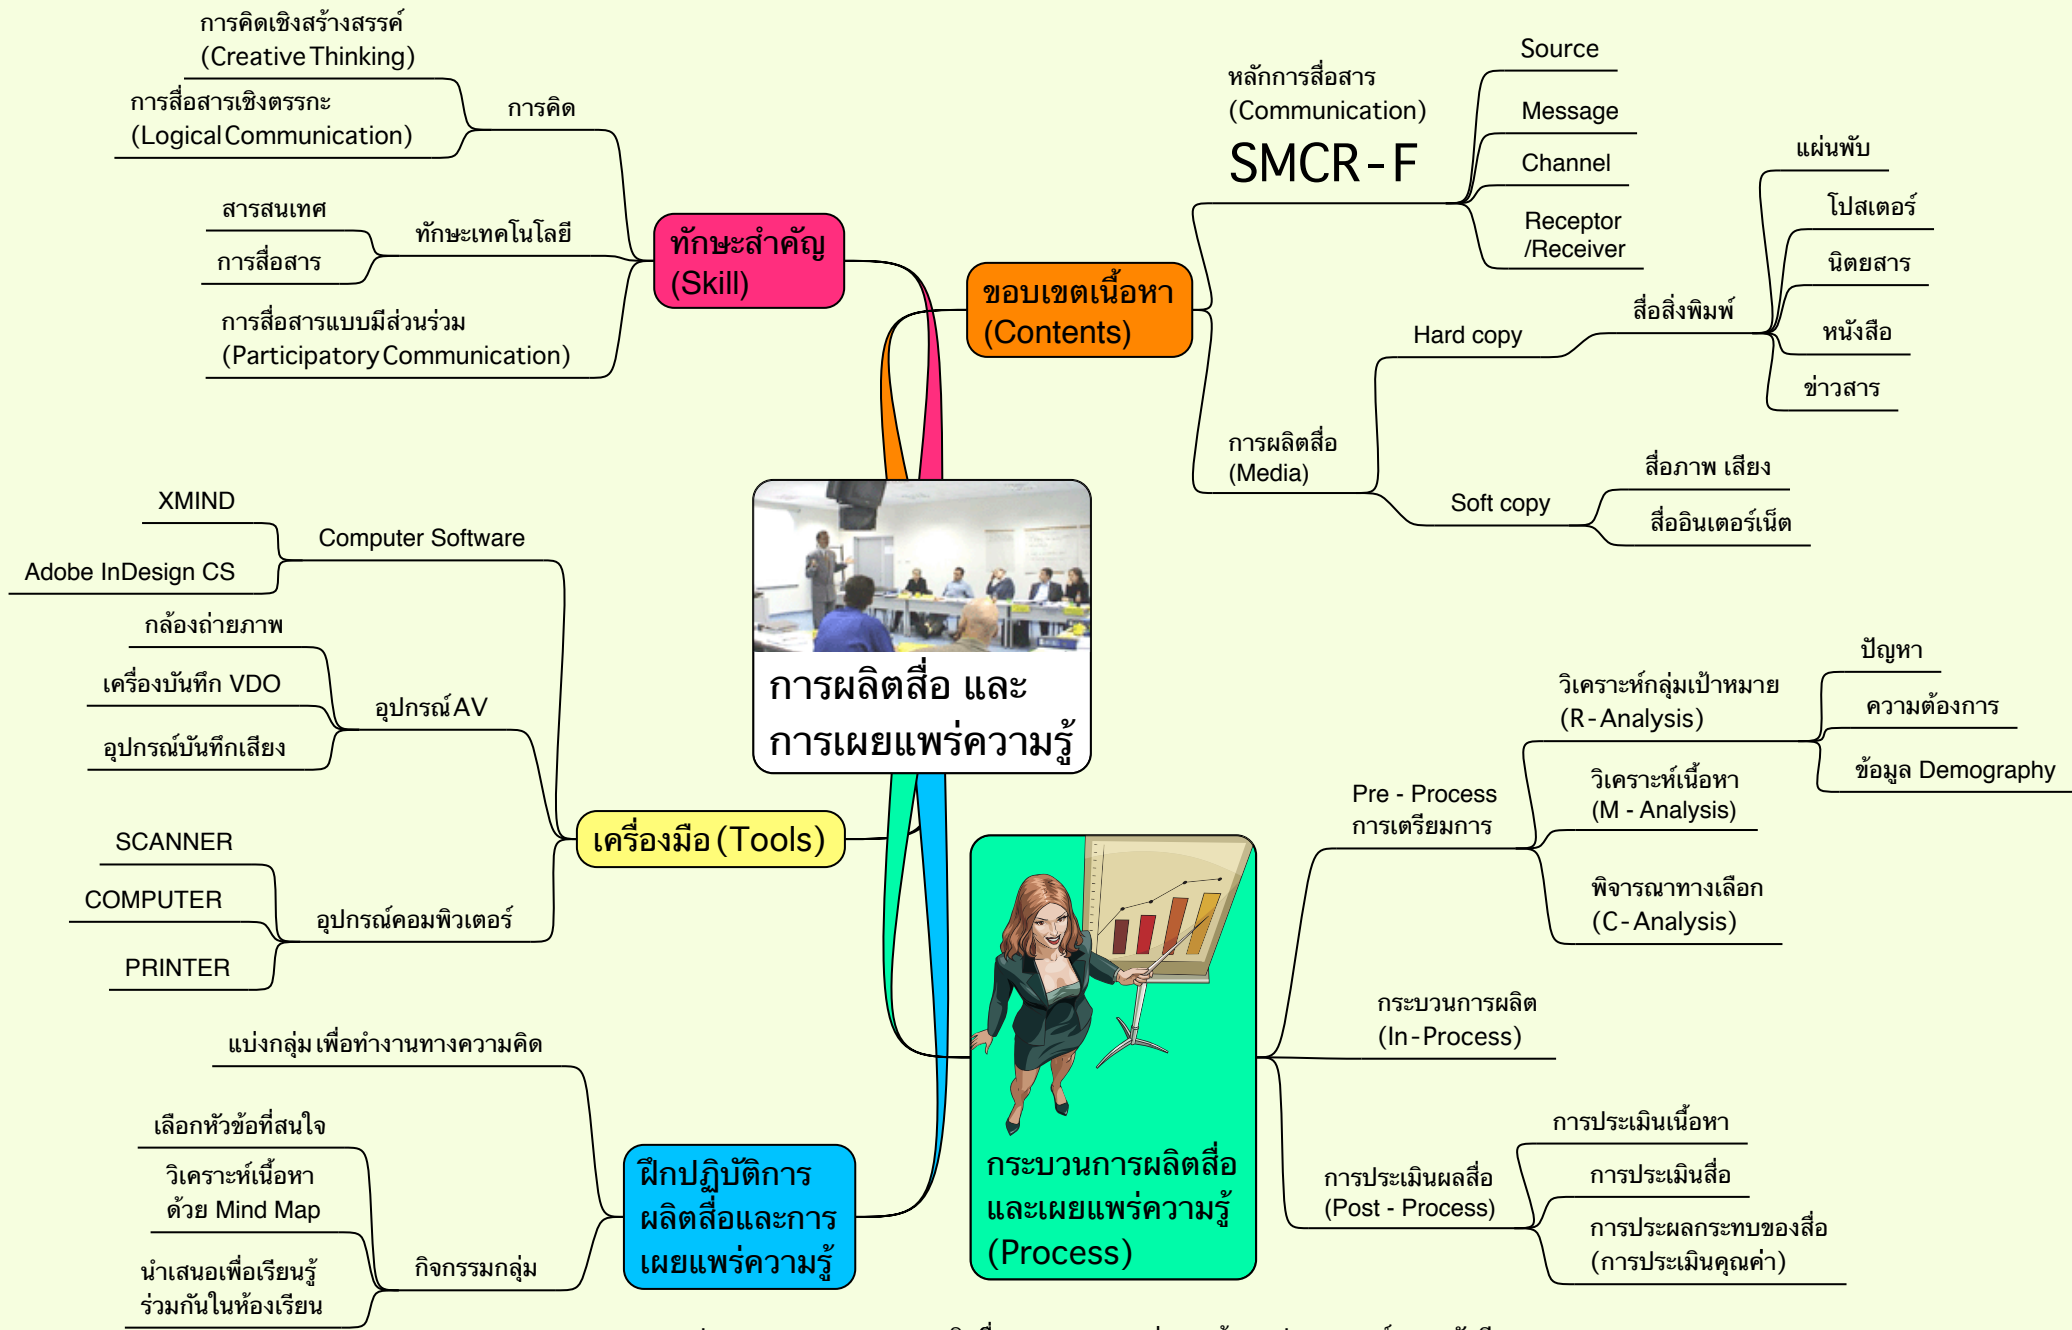 การผลิตสื่อ และ
การเผยแพร่ความรู้
ขอบเขตเนื้อหา
(Contents)
หลักการสื่อสาร
(Communication)
SMCR-F
Source
Message
Channel
Receptor
/Receiver
การผลิตสื่อ
(Media)
Hard copy
สื่อสิ่งพิมพ์
แผ่นพับ
โปสเตอร์
นิตยสาร
หนังสือ
ข่าวสาร
Soft copy
สื่อภาพ เสียง
สื่ออินเตอร์เน็ต
กระบวนการผลิตสื่อ
และเผยแพร่ความรู้
(Process)
Pre - Process
การเตรียมการ
วิเคราะห์กลุ่มเป้าหมาย
(R-Analysis)
ปัญหา
ความต้องการ
ข้อมูล Demography
วิเคราะห์เนื้อหา
(M - Analysis)
พิจารณาทางเลือก
(C-Analysis)
กระบวนการผลิต
(In-Process)
การประเมินผลสื่อ
(Post - Process)
การประเมินเนื้อหา
การประเมินสื่อ
การประผลกระทบของสื่อ
(การประเมินคุณค่า)
ทักษะสำคัญ
(Skill)
การคิด
การคิดเชิงสร้างสรรค์
(Creative Thinking)
การสื่อสารเชิงตรรกะ
(Logical Communication)
ทักษะเทคโนโลยี
สารสนเทศ
การสื่อสาร
การสื่อสารแบบมีส่วนร่วม
(Participatory Communication)
เครื่องมือ (Tools)
Computer Software
XMIND
Adobe InDesign CS
อุปกรณ์ AV
กล้องถ่ายภาพ
เครื่องบันทึก VDO
อุปกรณ์บันทึกเสียง
อุปกรณ์คอมพิวเตอร์
SCANNER
COMPUTER
PRINTER
ฝึกปฏิบัติการ
ผลิตสื่อและการ
เผยแพร่ความรู้
แบ่งกลุ่ม เพื่อทำงานทางความคิด
กิจกรรมกลุ่ม
เลือกหัวข้อที่สนใจ
วิเคราะห์เนื้อหา
ด้วย Mind Map
นำเสนอเพื่อเรียนรู้
ร่วมกันในห้องเรียน